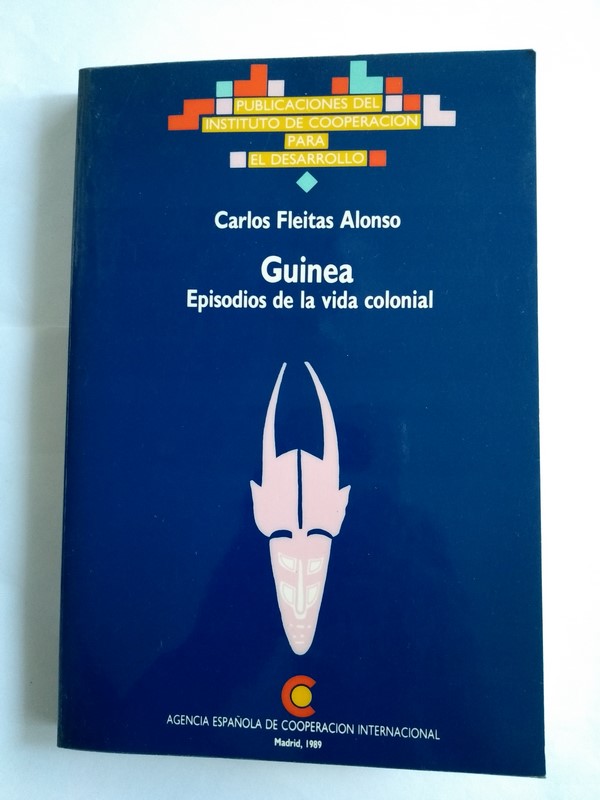 PUBLICACIONES DEL
INSTITUTO DE COOPERACION
PARA
EL DESARROLLO
Carlos Fleitas Alonso
Guinea
Episodios de la vida colonial
AGENCIA ESPAÑOLA DE COOPERACION INTERNACIONAL
Madrid, 1989